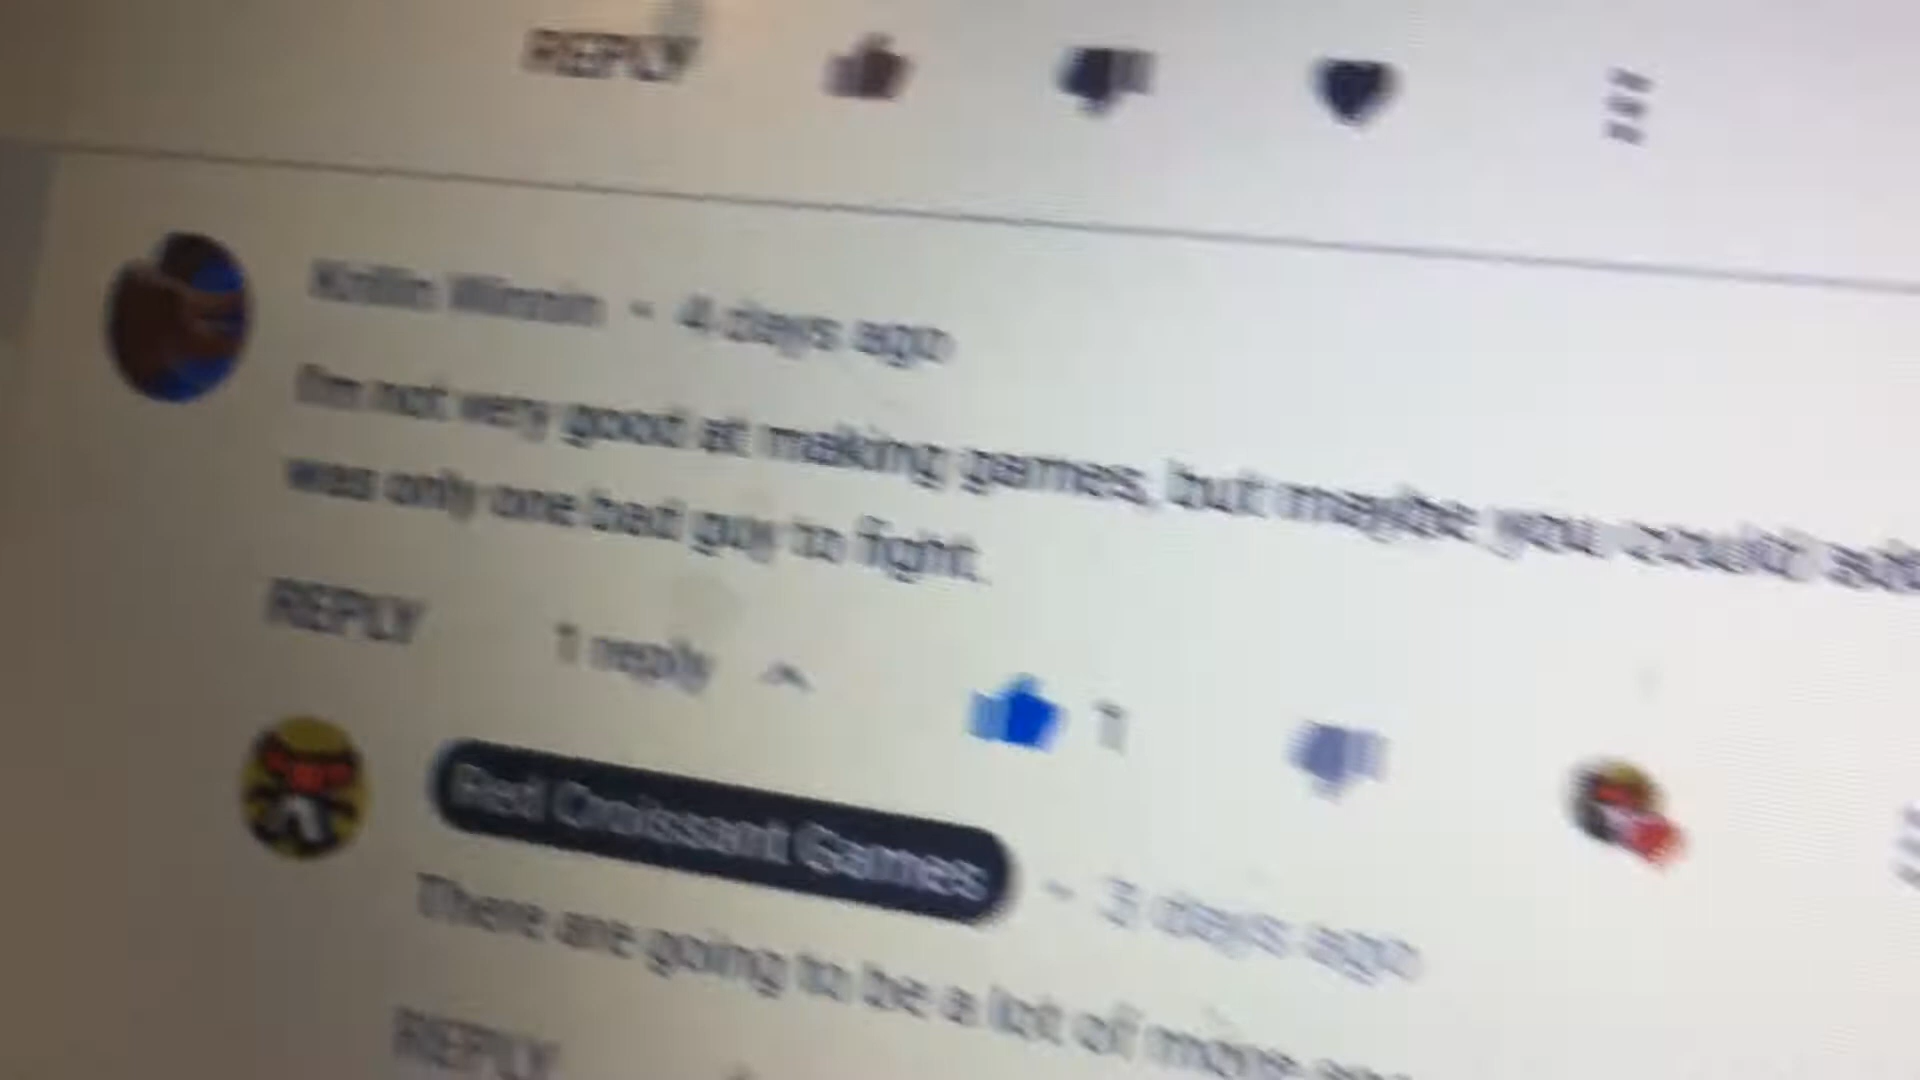 REPLY
4 days ago
I'm not very good at making games, but maybe you could
was only one bad guy to fight.
REPLY 1 reply 1
Red Croissant Games • 3 days ago
There are going to be a lot of more
REPLY